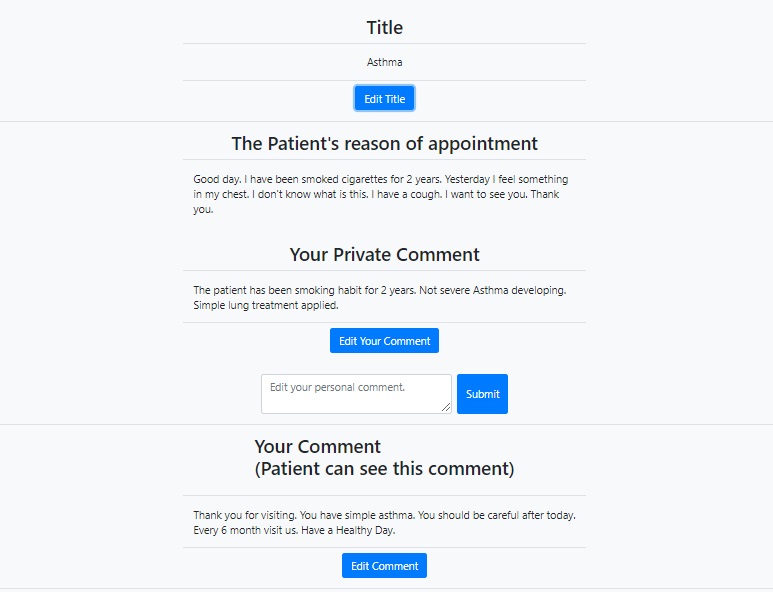 Title
Asthma
Edit Title
The Patient's reason of appointment
Good day. I have been smoked cigarettes for 2 years. Yesterday I feel something
in my chest. I don't know what is this. I have a cough. I want to see you. Thank
you.
Your Private Comment
The patient has been smoking habit for 2 years. Not severe Asthma developing.
Simple lung treatment applied.
Edit Your Comment
Edit your personal comment.
Submit
Your Comment
(Patient can see this comment)
Thank you for visiting. You have simple asthma. You should be careful after today.
Every 6 month visit us. Have a Healthy Day.
Edit Comment